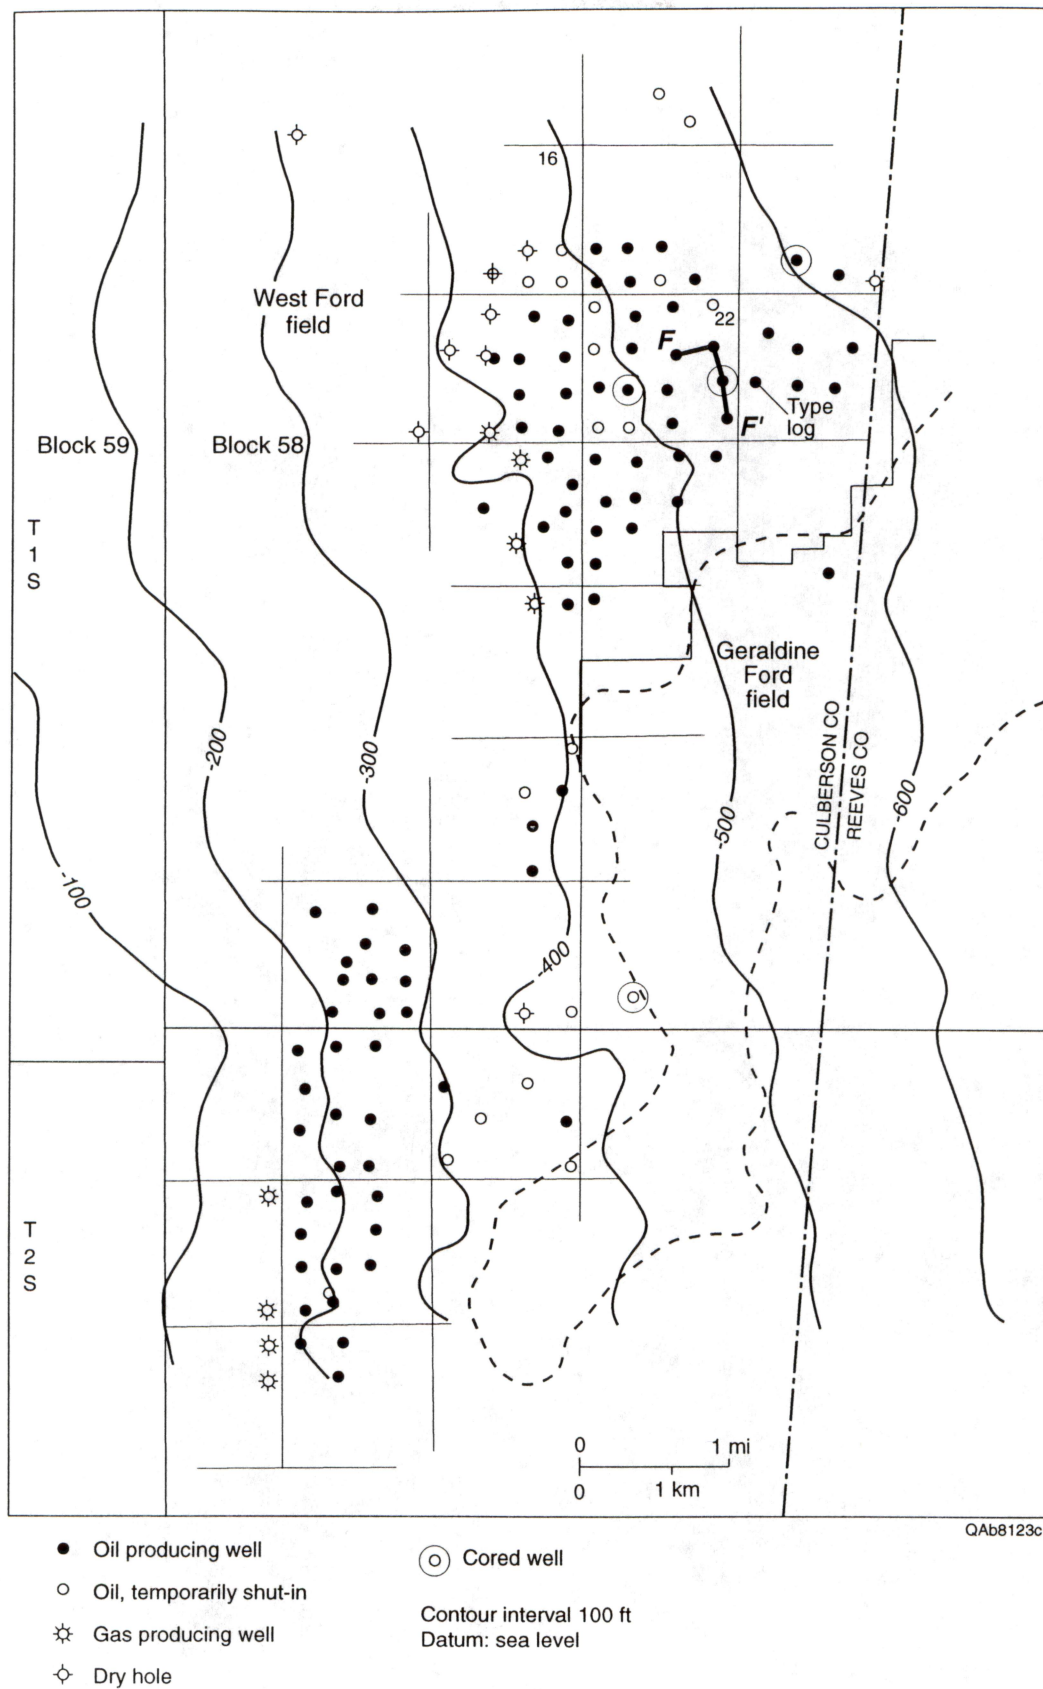 16
West Ford
field
22
F
Type
log
F'
Block 59
Block 58
T
1
S
Geraldine
Ford
field
CULBERSON CO
REEVES CO
-200
-300
-500
-600
-100
-400
T
2
S
0
1 mi
0
1 km
QAb8123c
Oil producing well
Cored well
Oil, temporarily shut-in
Contour interval 100 ft
Gas producing well
Datum: sea level
Dry hole